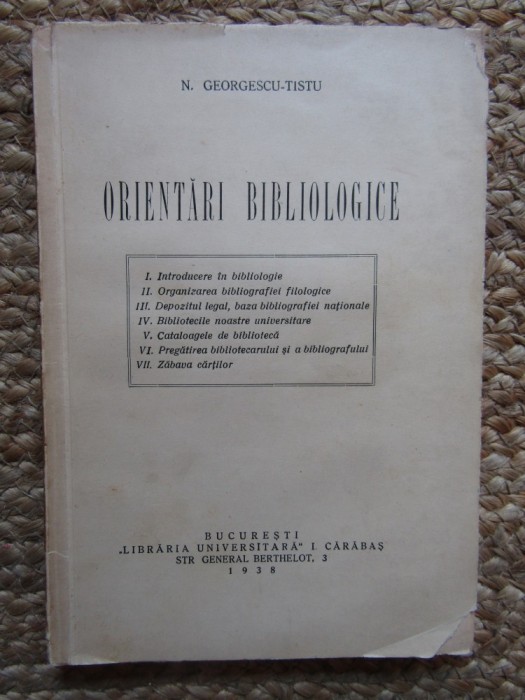 N. GEORGESCU-TISTU
ORIENTĂRI BIBLIOLOGICE
I. Introducere în bibliologie
II. Organizarea bibliografiei filologice
III. Depozitul legal, baza bibliografiei naționale
IV. Bibliotecile noastre universitare
V. Cataloagele de bibliotecă
VI. Pregătirea bibliotecarului și a bibliografului
VII. Zăbava cărților
BUCUREȘTI
„LIBRĂRIA UNIVERSITARĂ” I. CĂRĂBAȘ
STR GENERAL BERTHELOT, 3
1938